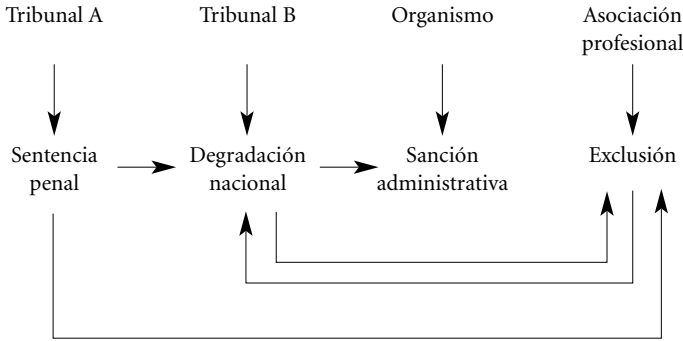 Tribunal A
Tribunal B
Organismo
Asociación
profesional
Sentencia
penal
Degradación
nacional
Sanción
administrativa
Exclusión